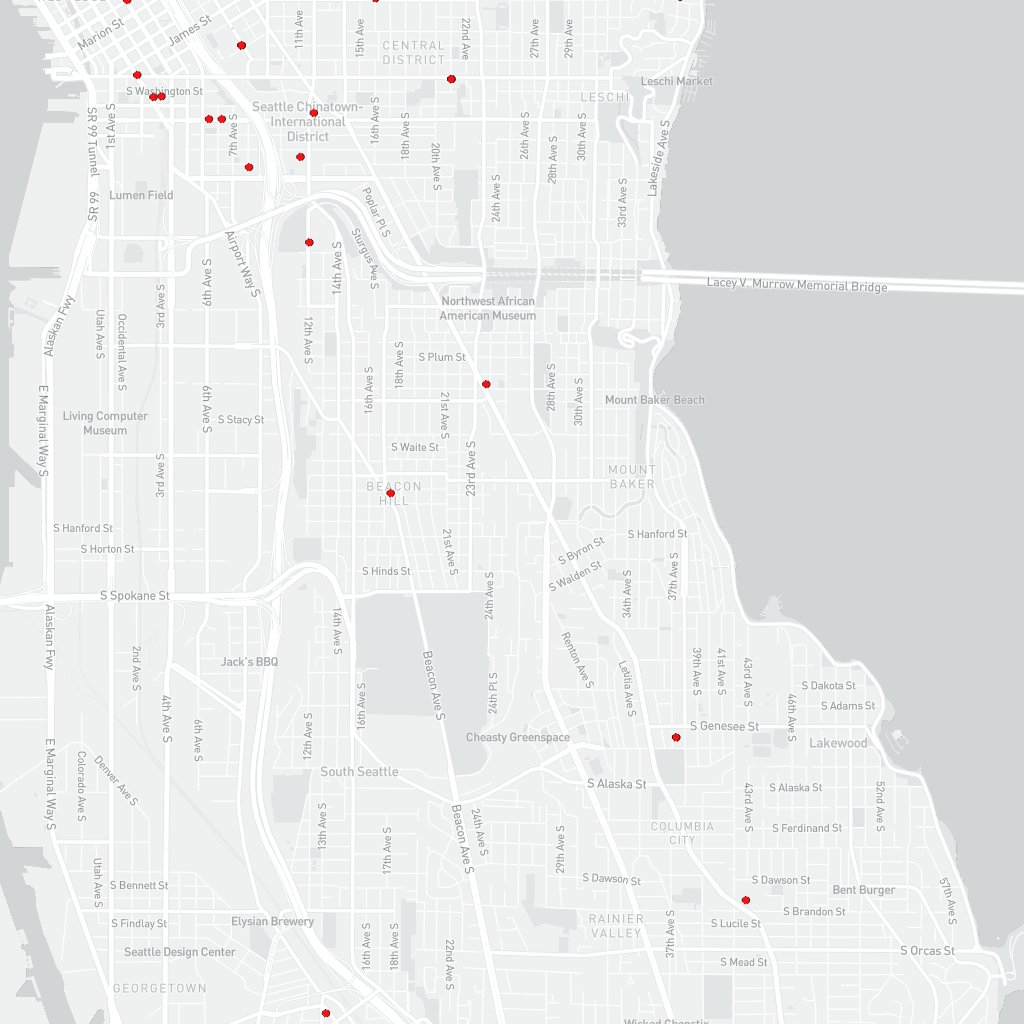 Marion St
James St
11th Ave
15th Ave
CENTRAL
DISTRICT
22nd Ave
27th Ave
29th Ave
Leschi Market
S Washington St
LESCHI
SR 99 Tunnel
1st Ave S
7th Ave S
Seattle Chinatown-
International
District
16th Ave S
18th Ave S
20th Ave S
26th Ave S
28th Ave S
30th Ave S
Lakeside Ave S
Lumen Field
SR 99
24th Ave S
33rd Ave S
Poplar Pl S
Sturgus Ave S
Airport Way S
14th Ave S
6th Ave S
3rd Ave S
Lacey V. Murrow Memorial Bridge
Northwest African
American Museum
Alaskan Fwy
Utah Ave S
Occidental Ave S
12th Ave S
S Plum St
18th Ave S
16th Ave S
28th Ave S
30th Ave S
Mount Baker Beach
E Marginal Way S
6th Ave S
21st Ave S
Living Computer
Museum
S Stacy St
S Waite St
3rd Ave S
23rd Ave S
MOUNT
BAKER
BEACON
HILL
S Hanford St
S Hanford St
S Horton St
21st Ave S
S Byron St
S Hinds St
S Walden St
37th Ave S
34th Ave S
24th Ave S
S Spokane St
14th Ave S
Alaskan Fwy
Renton Ave S
2nd Ave S
Jack's BBQ
Letitia Ave S
39th Ave S
41st Ave S
43rd Ave S
Beacon Ave S
24th Pl S
16th Ave S
S Dakota St
46th Ave S
S Adams St
4th Ave S
6th Ave S
12th Ave S
S Genesee St
Cheasty Greenspace
Lakewood
E Marginal Way S
Colorado Ave S
Denver Ave S
South Seattle
S Alaska St
S Alaska St
43rd Ave S
52nd Ave S
13th Ave S
Beacon Ave S
24th Ave S
COLUMBIA
CITY
S Ferdinand St
17th Ave S
29th Ave S
Utah Ave S
S Bennett St
S Dawson St
S Dawson St
Bent Burger
57th Ave S
S Findlay St
Elysian Brewery
RAINIER
VALLEY
37th Ave S
S Lucile St
S Brandon St
Seattle Design Center
16th Ave S
18th Ave S
22nd Ave S
S Orcas St
S Mead St
GEORGETOWN